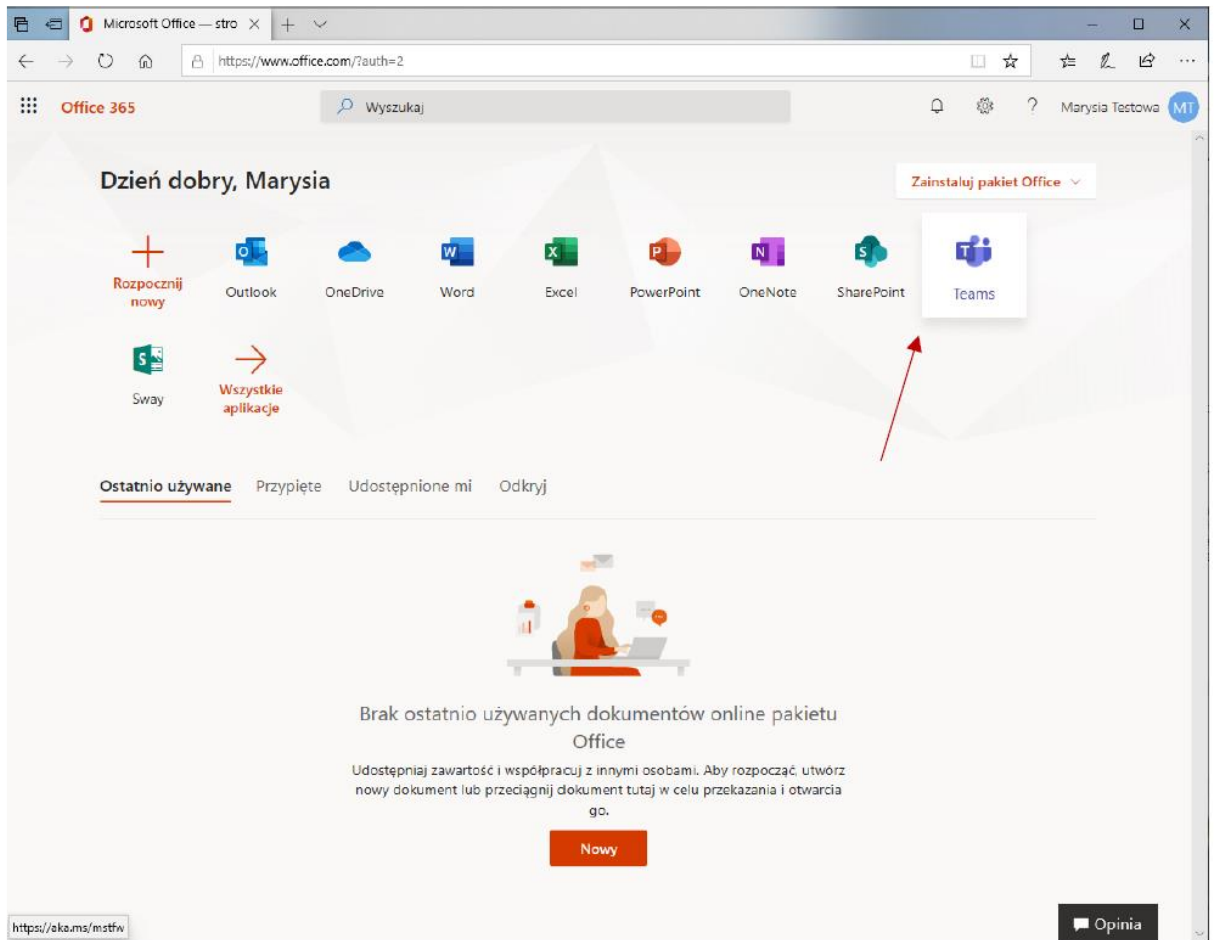 Microsoft Office — stro
https://www.office.com/?auth=2
Office 365
Wyszukaj
?
Marysia Testowa
MT
Dzień dobry, Marysia
Zainstaluj pakiet Office
Rozpocznij
nowy
Outlook
OneDrive
Word
Excel
PowerPoint
OneNote
SharePoint
Teams
Sway
Wszystkie
aplikacje
Ostatnio używane
Przypięte
Udostępnione mi
Odkryj
Brak ostatnio używanych dokumentów online pakietu
Office
Udostępniaj zawartość i współpracuj z innymi osobami. Aby rozpocząć, utwórz
nowy dokument lub przeciągnij dokument tutaj w celu przekazania i otwarcia
go.
Nowy
https://aka.ms/mstfw
Opinia